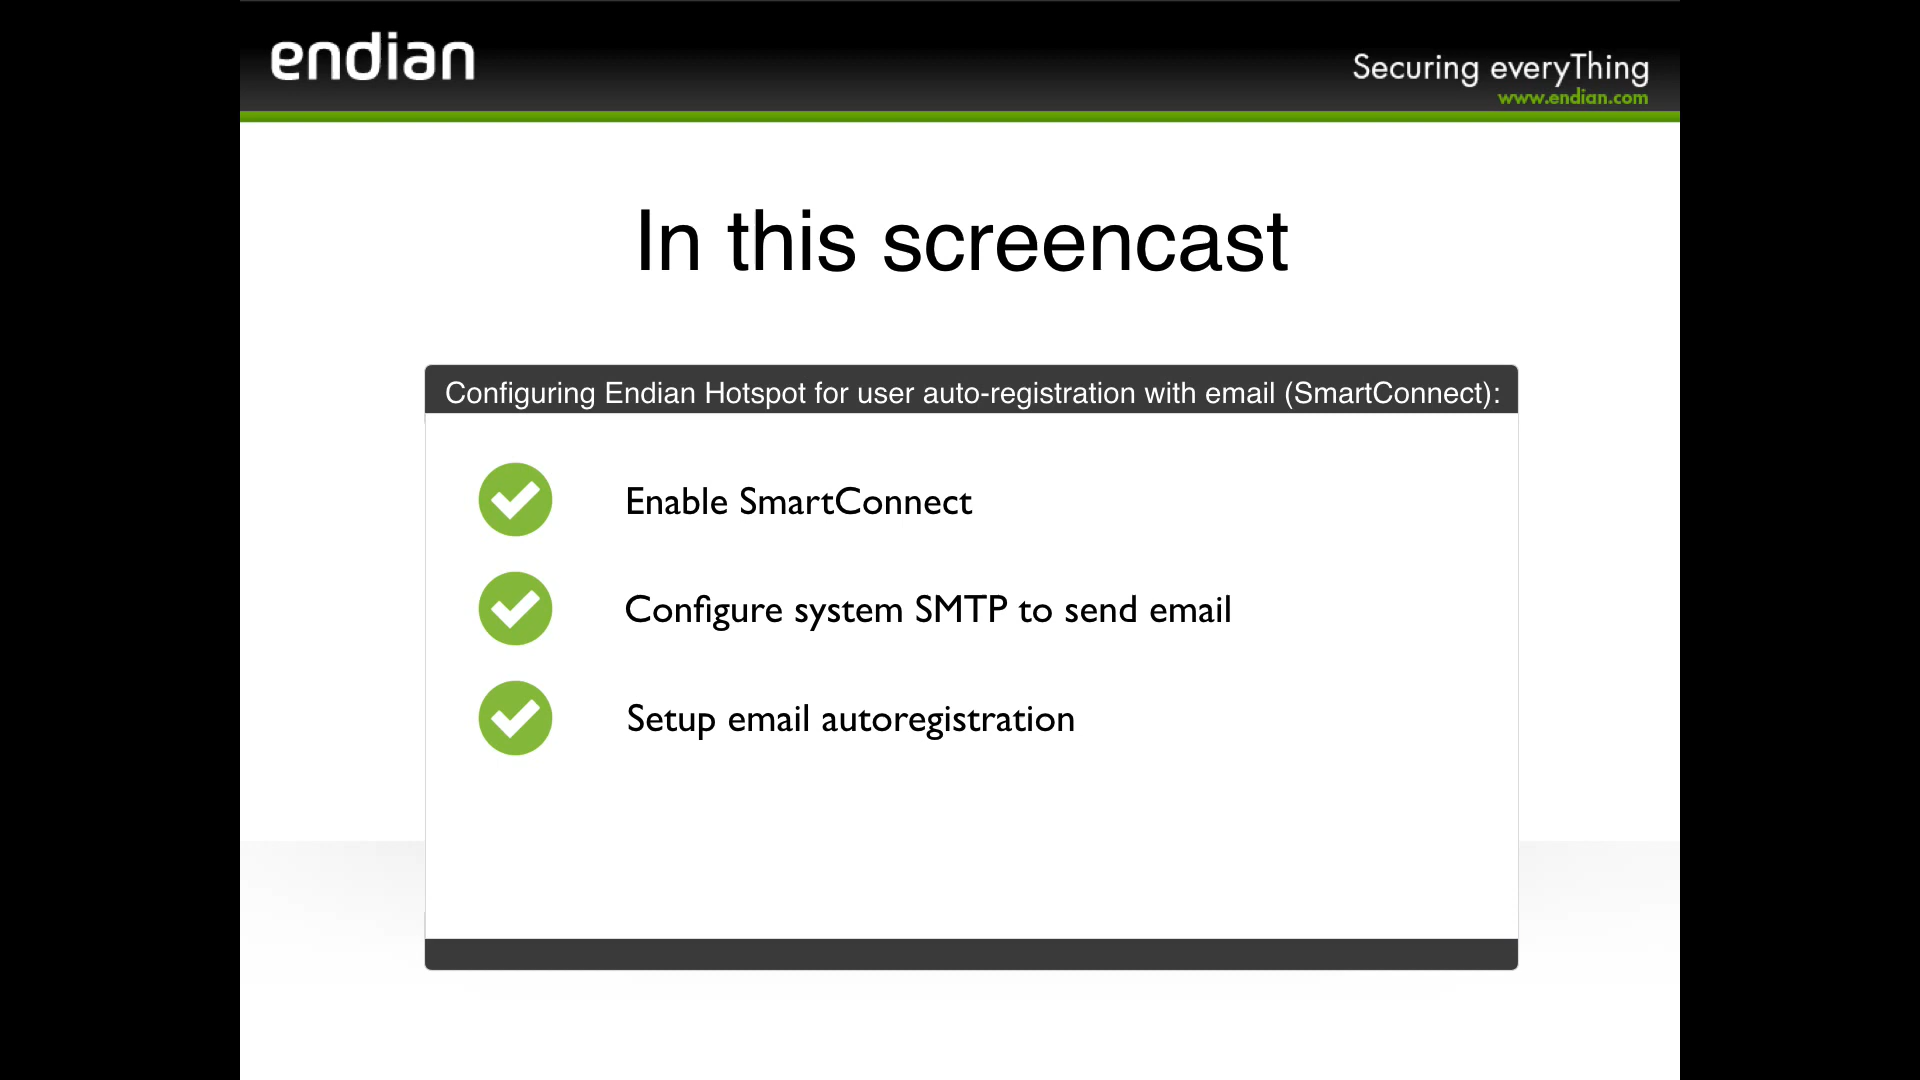 endian
Securing everyThing
www.endian.com
In this screencast
Configuring Endian Hotspot for user auto-registration with email (SmartConnect):
Enable SmartConnect
Configure system SMTP to send email
Setup email autoregistration